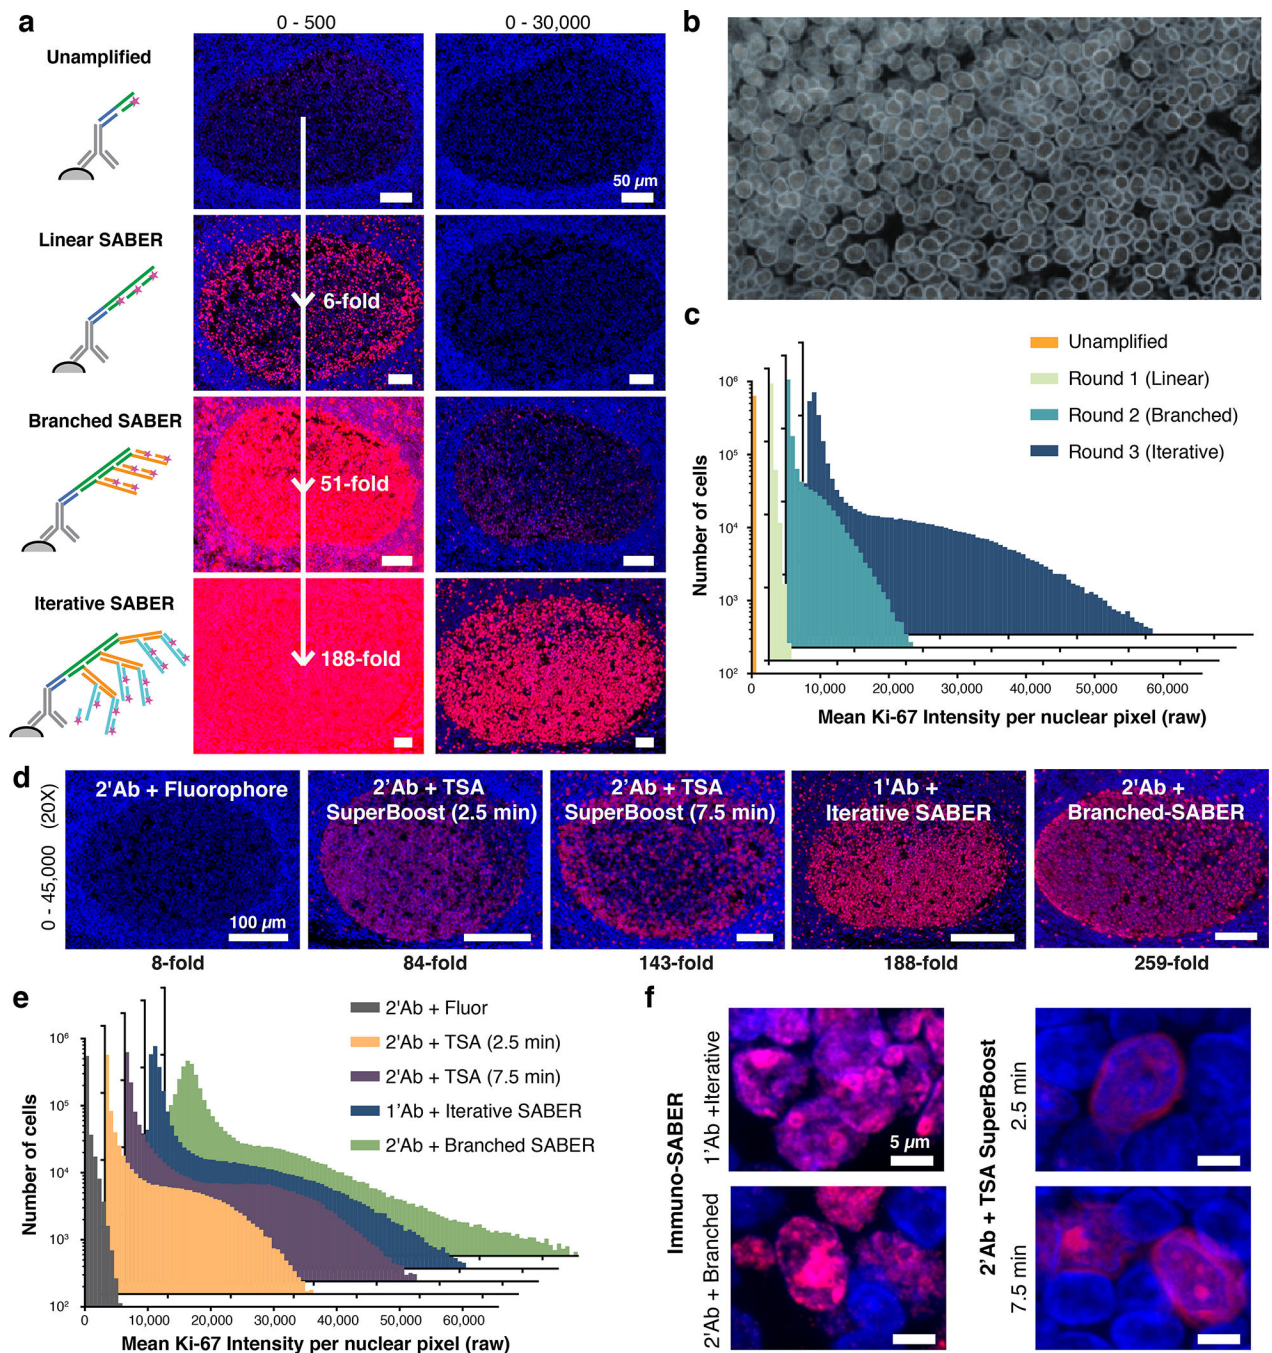 a
0 - 500
0 - 30,000
Unamplified
50 µm
Linear SABER
6-fold
Branched SABER
51-fold
Iterative SABER
188-fold
b
c
Unamplified
Round 1 (Linear)
Round 2 (Branched)
Round 3 (Iterative)
Number of cells
10⁶
10⁵
10⁴
10³
10²
0
10,000
20,000
30,000
40,000
50,000
60,000
Mean Ki-67 Intensity per nuclear pixel (raw)
d
0 - 45,000 (20X)
2'Ab + Fluorophore
100 µm
8-fold
2'Ab + TSA
SuperBoost (2.5 min)
84-fold
2'Ab + TSA
SuperBoost (7.5 min)
143-fold
1'Ab +
Iterative SABER
188-fold
2'Ab +
Branched-SABER
259-fold
e
2'Ab + Fluor
2'Ab + TSA (2.5 min)
2'Ab + TSA (7.5 min)
1'Ab + Iterative SABER
2'Ab + Branched SABER
Number of cells
10⁶
10⁵
10⁴
10³
10²
0
10,000
20,000
30,000
40,000
50,000
60,000
Mean Ki-67 Intensity per nuclear pixel (raw)
f
Immuno-SABER
1'Ab +Iterative
5 µm
2'Ab + Branched
2'Ab + TSA SuperBoost
2.5 min
7.5 min